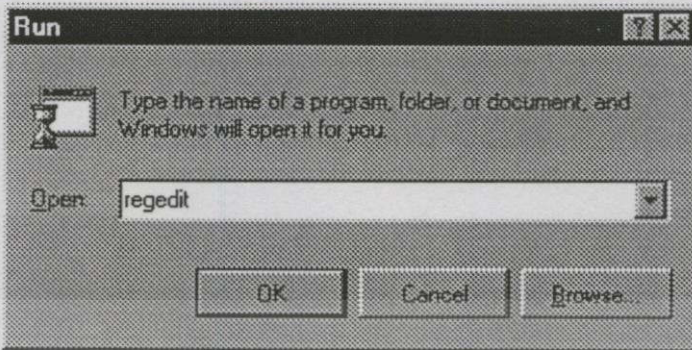 Run
Type the name of a program, folder, or document, and
Windows will open it for you.
Open: regedit
OK Cancel Browse...